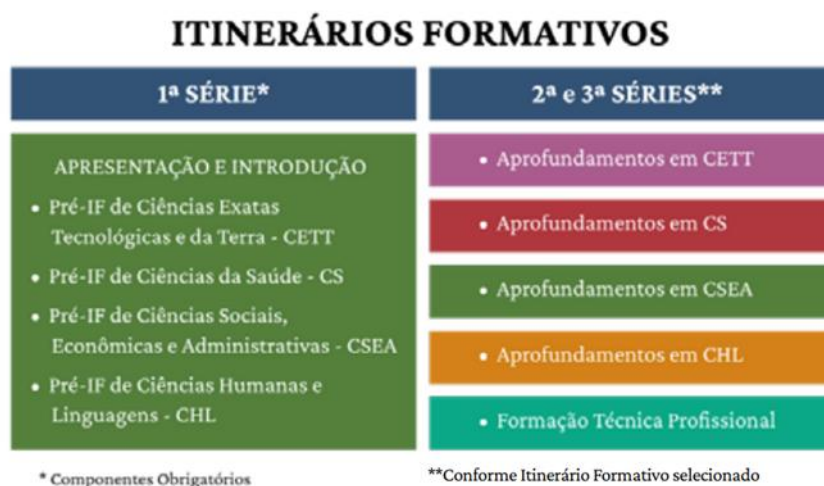 ITINERÁRIOS FORMATIVOS
1ª SÉRIE*
APRESENTAÇÃO E INTRODUÇÃO
• Pré-IF de Ciências Exatas
Tecnológicas e da Terra - CETT
• Pré-IF de Ciências da Saúde - CS
• Pré-IF de Ciências Sociais,
Econômicas e Administrativas - CSEA
• Pré-IF de Ciências Humanas e
Linguagens - CHL
* Componentes Obrigatórios
2ª e 3ª SÉRIES**
• Aprofundamentos em CETT
• Aprofundamentos em CS
• Aprofundamentos em CSEA
• Aprofundamentos em CHL
• Formação Técnica Profissional
**Conforme Itinerário Formativo selecionado